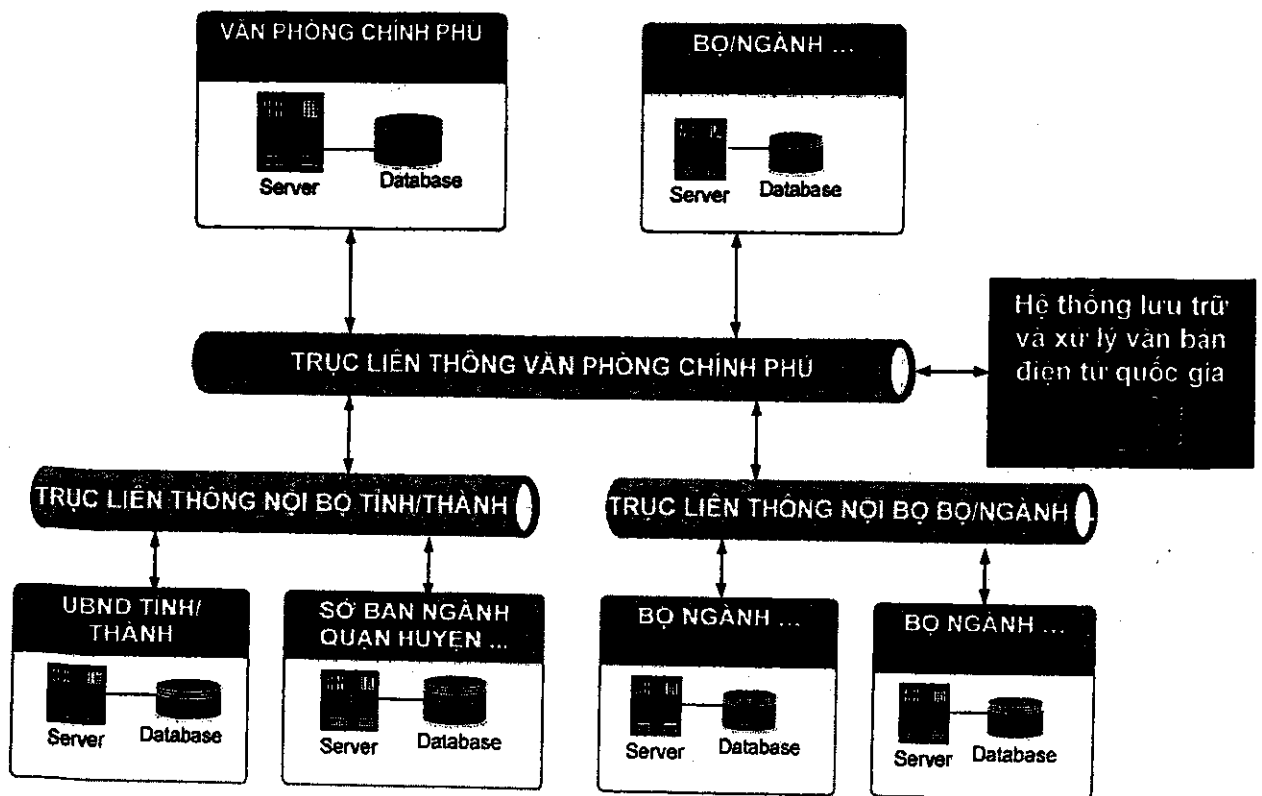 VĂN PHÒNG CHÍNH PHỦ
Server
Database
BỘ/NGÀNH ...
Server
Database
TRỤC LIÊN THÔNG VĂN PHÒNG CHÍNH PHỦ
Hệ thống lưu trữ
và xử lý văn bản
điện tử quốc gia
TRỤC LIÊN THÔNG NỘI BỘ TỈNH/THÀNH
TRỤC LIÊN THÔNG NỘI BỘ BỘ/NGÀNH
UBND TỈNH/
THÀNH
Server
Database
SỞ BAN NGÀNH
QUẬN HUYỆN ...
Server
Database
BỘ NGÀNH ...
Server
Database
BỘ NGÀNH ...
Server
Database